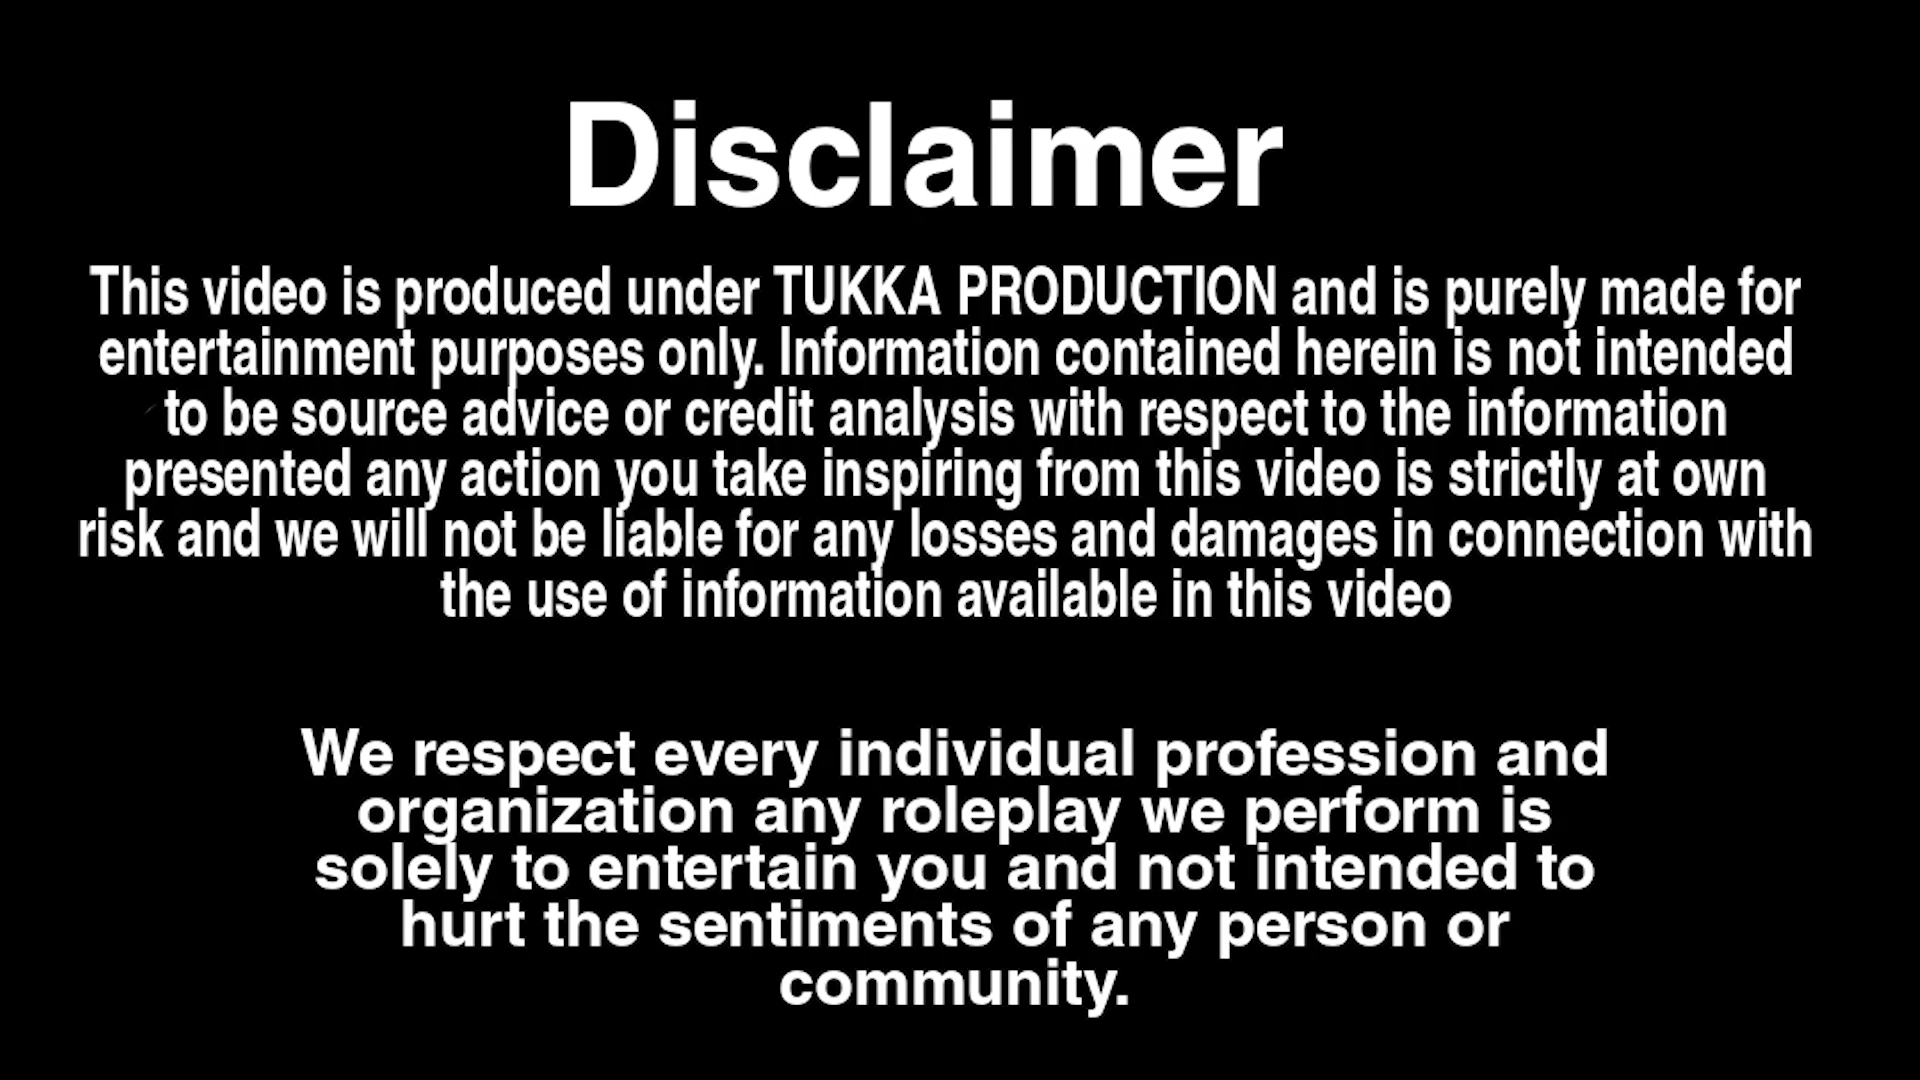 Disclaimer
This video is produced under TUKKA PRODUCTION and is purely made for
entertainment purposes only. Information contained herein is not intended
to be source advice or credit analysis with respect to the information
presented any action you take inspiring from this video is strictly at own
risk and we will not be liable for any losses and damages in connection with
the use of information available in this video
We respect every individual profession and
organization any roleplay we perform is
solely to entertain you and not intended to
hurt the sentiments of any person or
community.